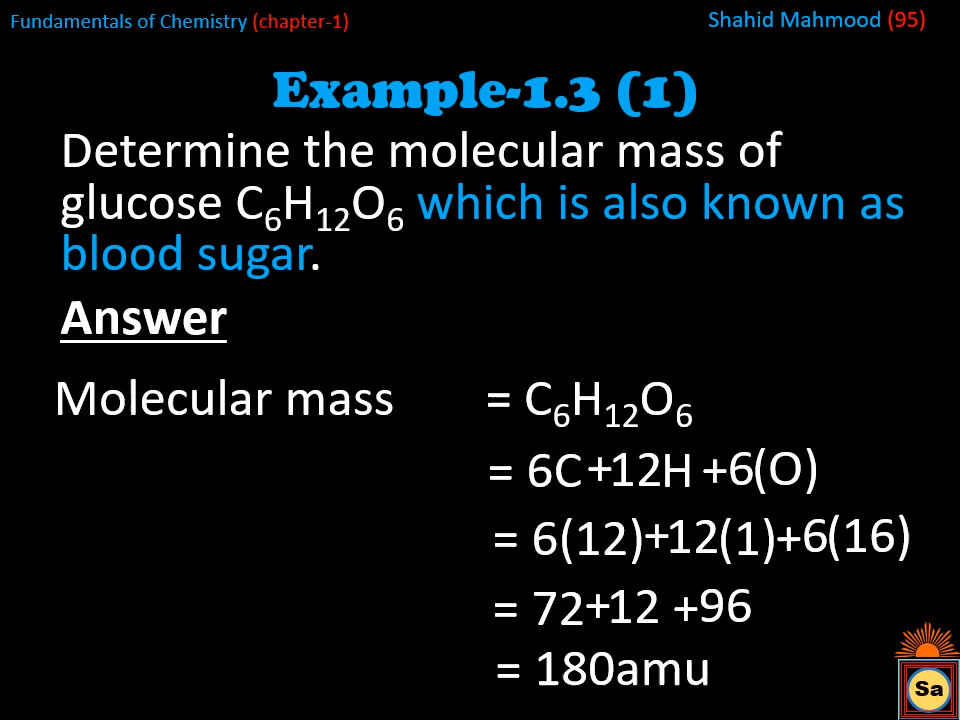 Fundamentals of Chemistry (chapter-1)
Shahid Mahmood (95)
Example-1.3 (1)
Determine the molecular mass of
glucose C₆H₁₂O₆ which is also known as
blood sugar.
Answer
Molecular mass = C₆H₁₂O₆
= 6C+12H +6(O)
= 6(12)+12(1)+6(16)
= 72+12 +96
= 180amu
Sa